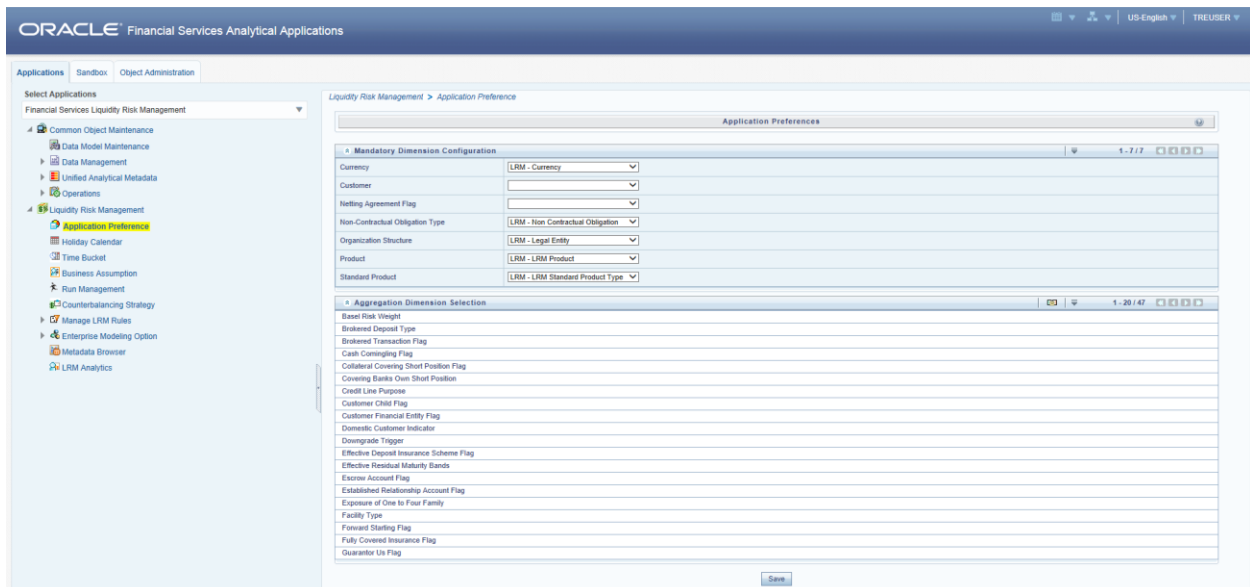 ORACLE® Financial Services Analytical Applications
US-English
TREUSER
Applications Sandbox Object Administration
Select Applications
Financial Services Liquidity Risk Management
Common Object Maintenance
Data Model Maintenance
Data Management
Unified Analytical Metadata
Operations
Liquidity Risk Management
Application Preference
Holiday Calendar
Time Bucket
Business Assumption
Run Management
Counterbalancing Strategy
Manage LRM Rules
Enterprise Modeling Option
Metadata Browser
LRM Analytics
Liquidity Risk Management > Application Preference
Application Preferences
Mandatory Dimension Configuration 1 - 7 / 7
Currency LRM - Currency
Customer
Netting Agreement Flag
Non-Contractual Obligation Type LRM - Non Contractual Obligation
Organization Structure LRM - Legal Entity
Product LRM - LRM Product
Standard Product LRM - LRM Standard Product Type
Aggregation Dimension Selection 1 - 20 / 47
Basel Risk Weight
Brokered Deposit Type
Brokered Transaction Flag
Cash Comingling Flag
Collateral Covering Short Position Flag
Covering Banks Own Short Position
Credit Line Purpose
Customer Child Flag
Customer Financial Entity Flag
Domestic Customer Indicator
Downgrade Trigger
Effective Deposit Insurance Scheme Flag
Effective Residual Maturity Bands
Escrow Account Flag
Established Relationship Account Flag
Exposure of One to Four Family
Facility Type
Forward Starting Flag
Fully Covered Insurance Flag
Guarantor Us Flag
Save